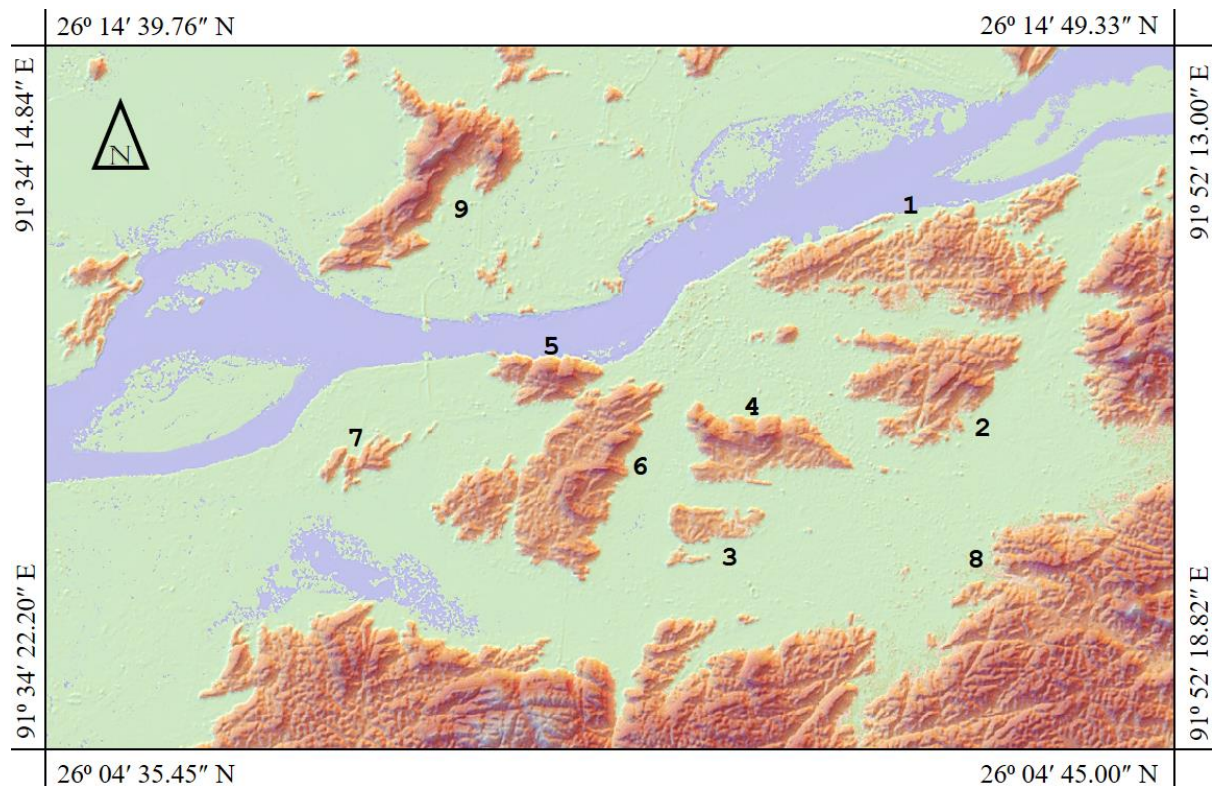 26º 14′ 39.76″ N
26º 14′ 49.33″ N
91º 34′ 14.84″ E
91º 52′ 13.00″ E
N
1
9
5
4
2
7
6
3
8
91º 34′ 22.20″ E
91º 52′ 18.82″ E
26º 04′ 35.45″ N
26º 04′ 45.00″ N